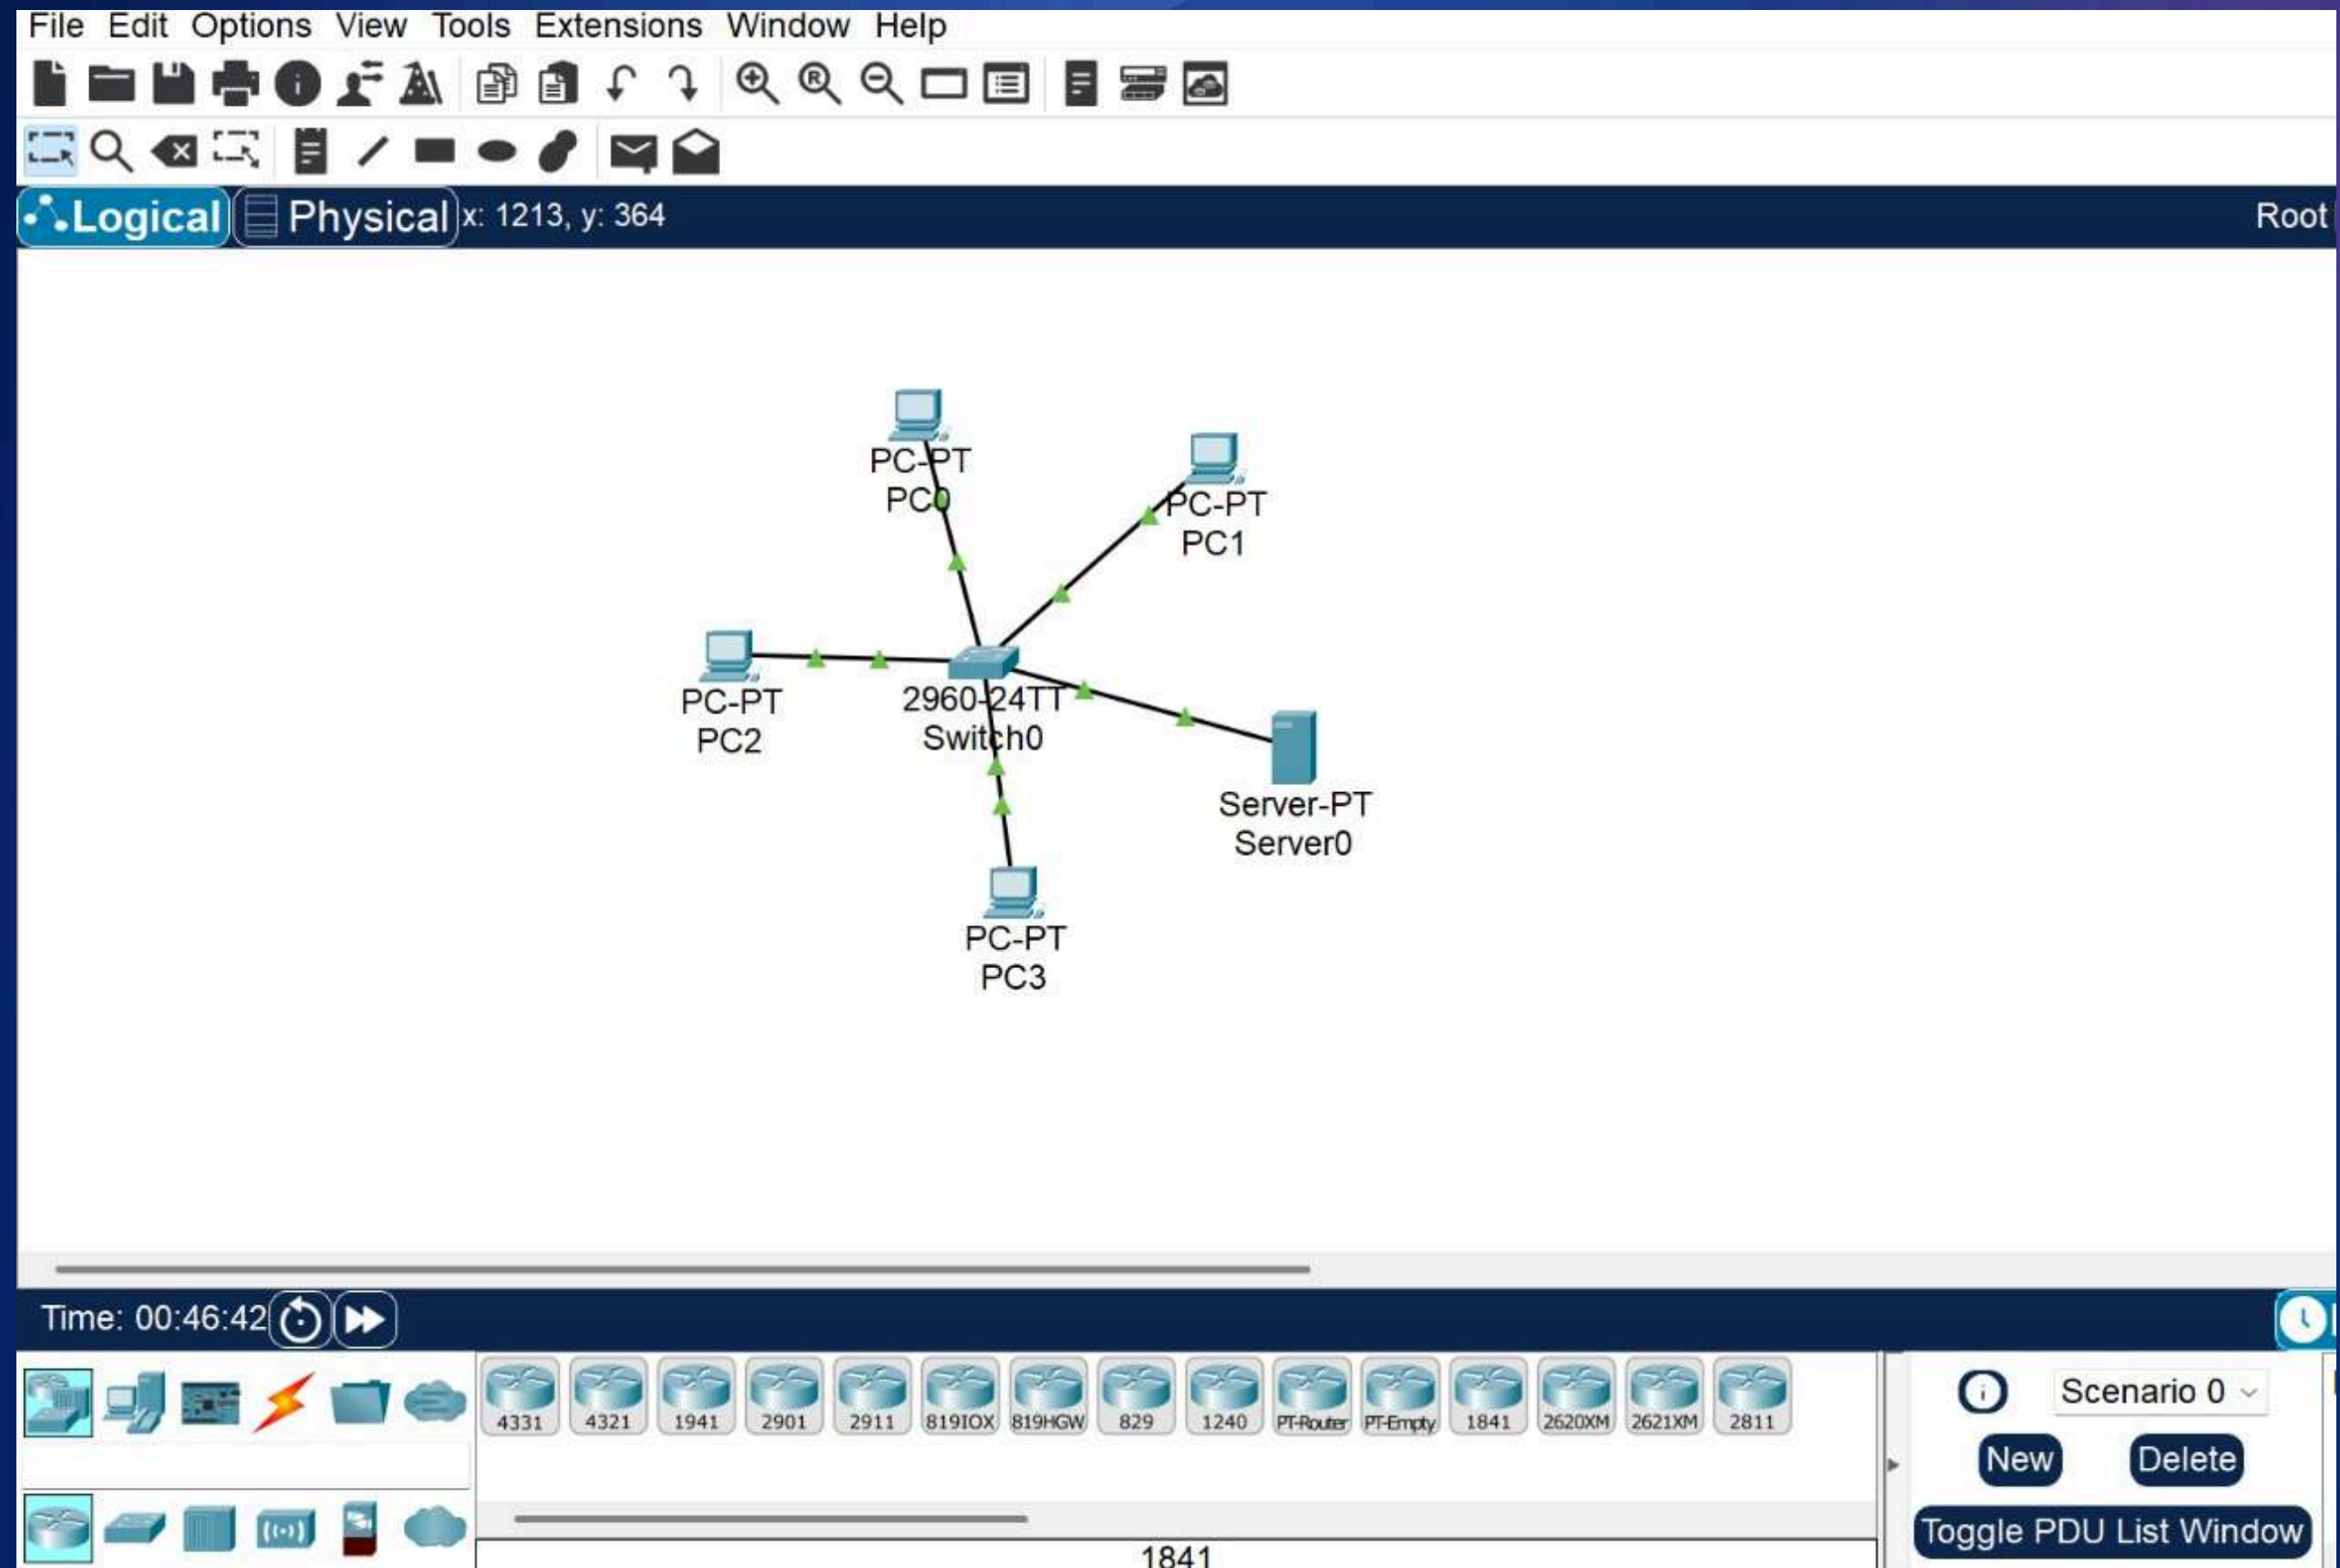 File Edit Options View Tools Extensions Window Help
Logical Physical x: 1213, y: 364 Root
PC-PT
PC0
PC-PT
PC1
PC-PT
PC2
2960-24TT
Switch0
Server-PT
Server0
PC-PT
PC3
Time: 00:46:42
4331 4321 1941 2901 2911 819IOX 819HGW 829 1240 PT-Router PT-Empty 1841 2620XM 2621XM 2811
Scenario 0
New Delete
Toggle PDU List Window
1841